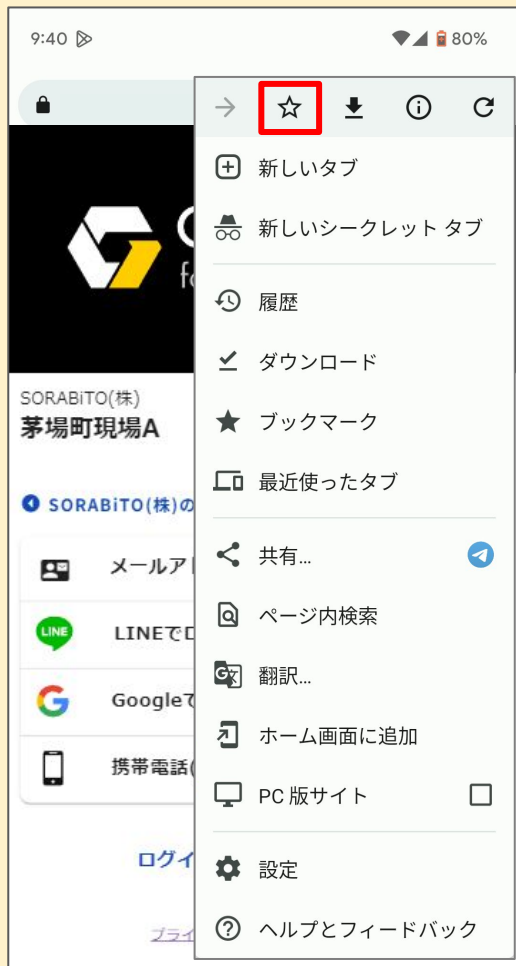 9:40
80%
新しいタブ
新しいシークレット タブ
履歴
ダウンロード
ブックマーク
最近使ったタブ
共有...
ページ内検索
翻訳...
ホーム画面に追加
PC 版サイト
設定
ヘルプとフィードバック
SORABiTO(株)
茅場町現場A
SORABiTO(株)の
メールア
LINE
LINEでロ
Googleで
携帯電話(
ログイ
プライ